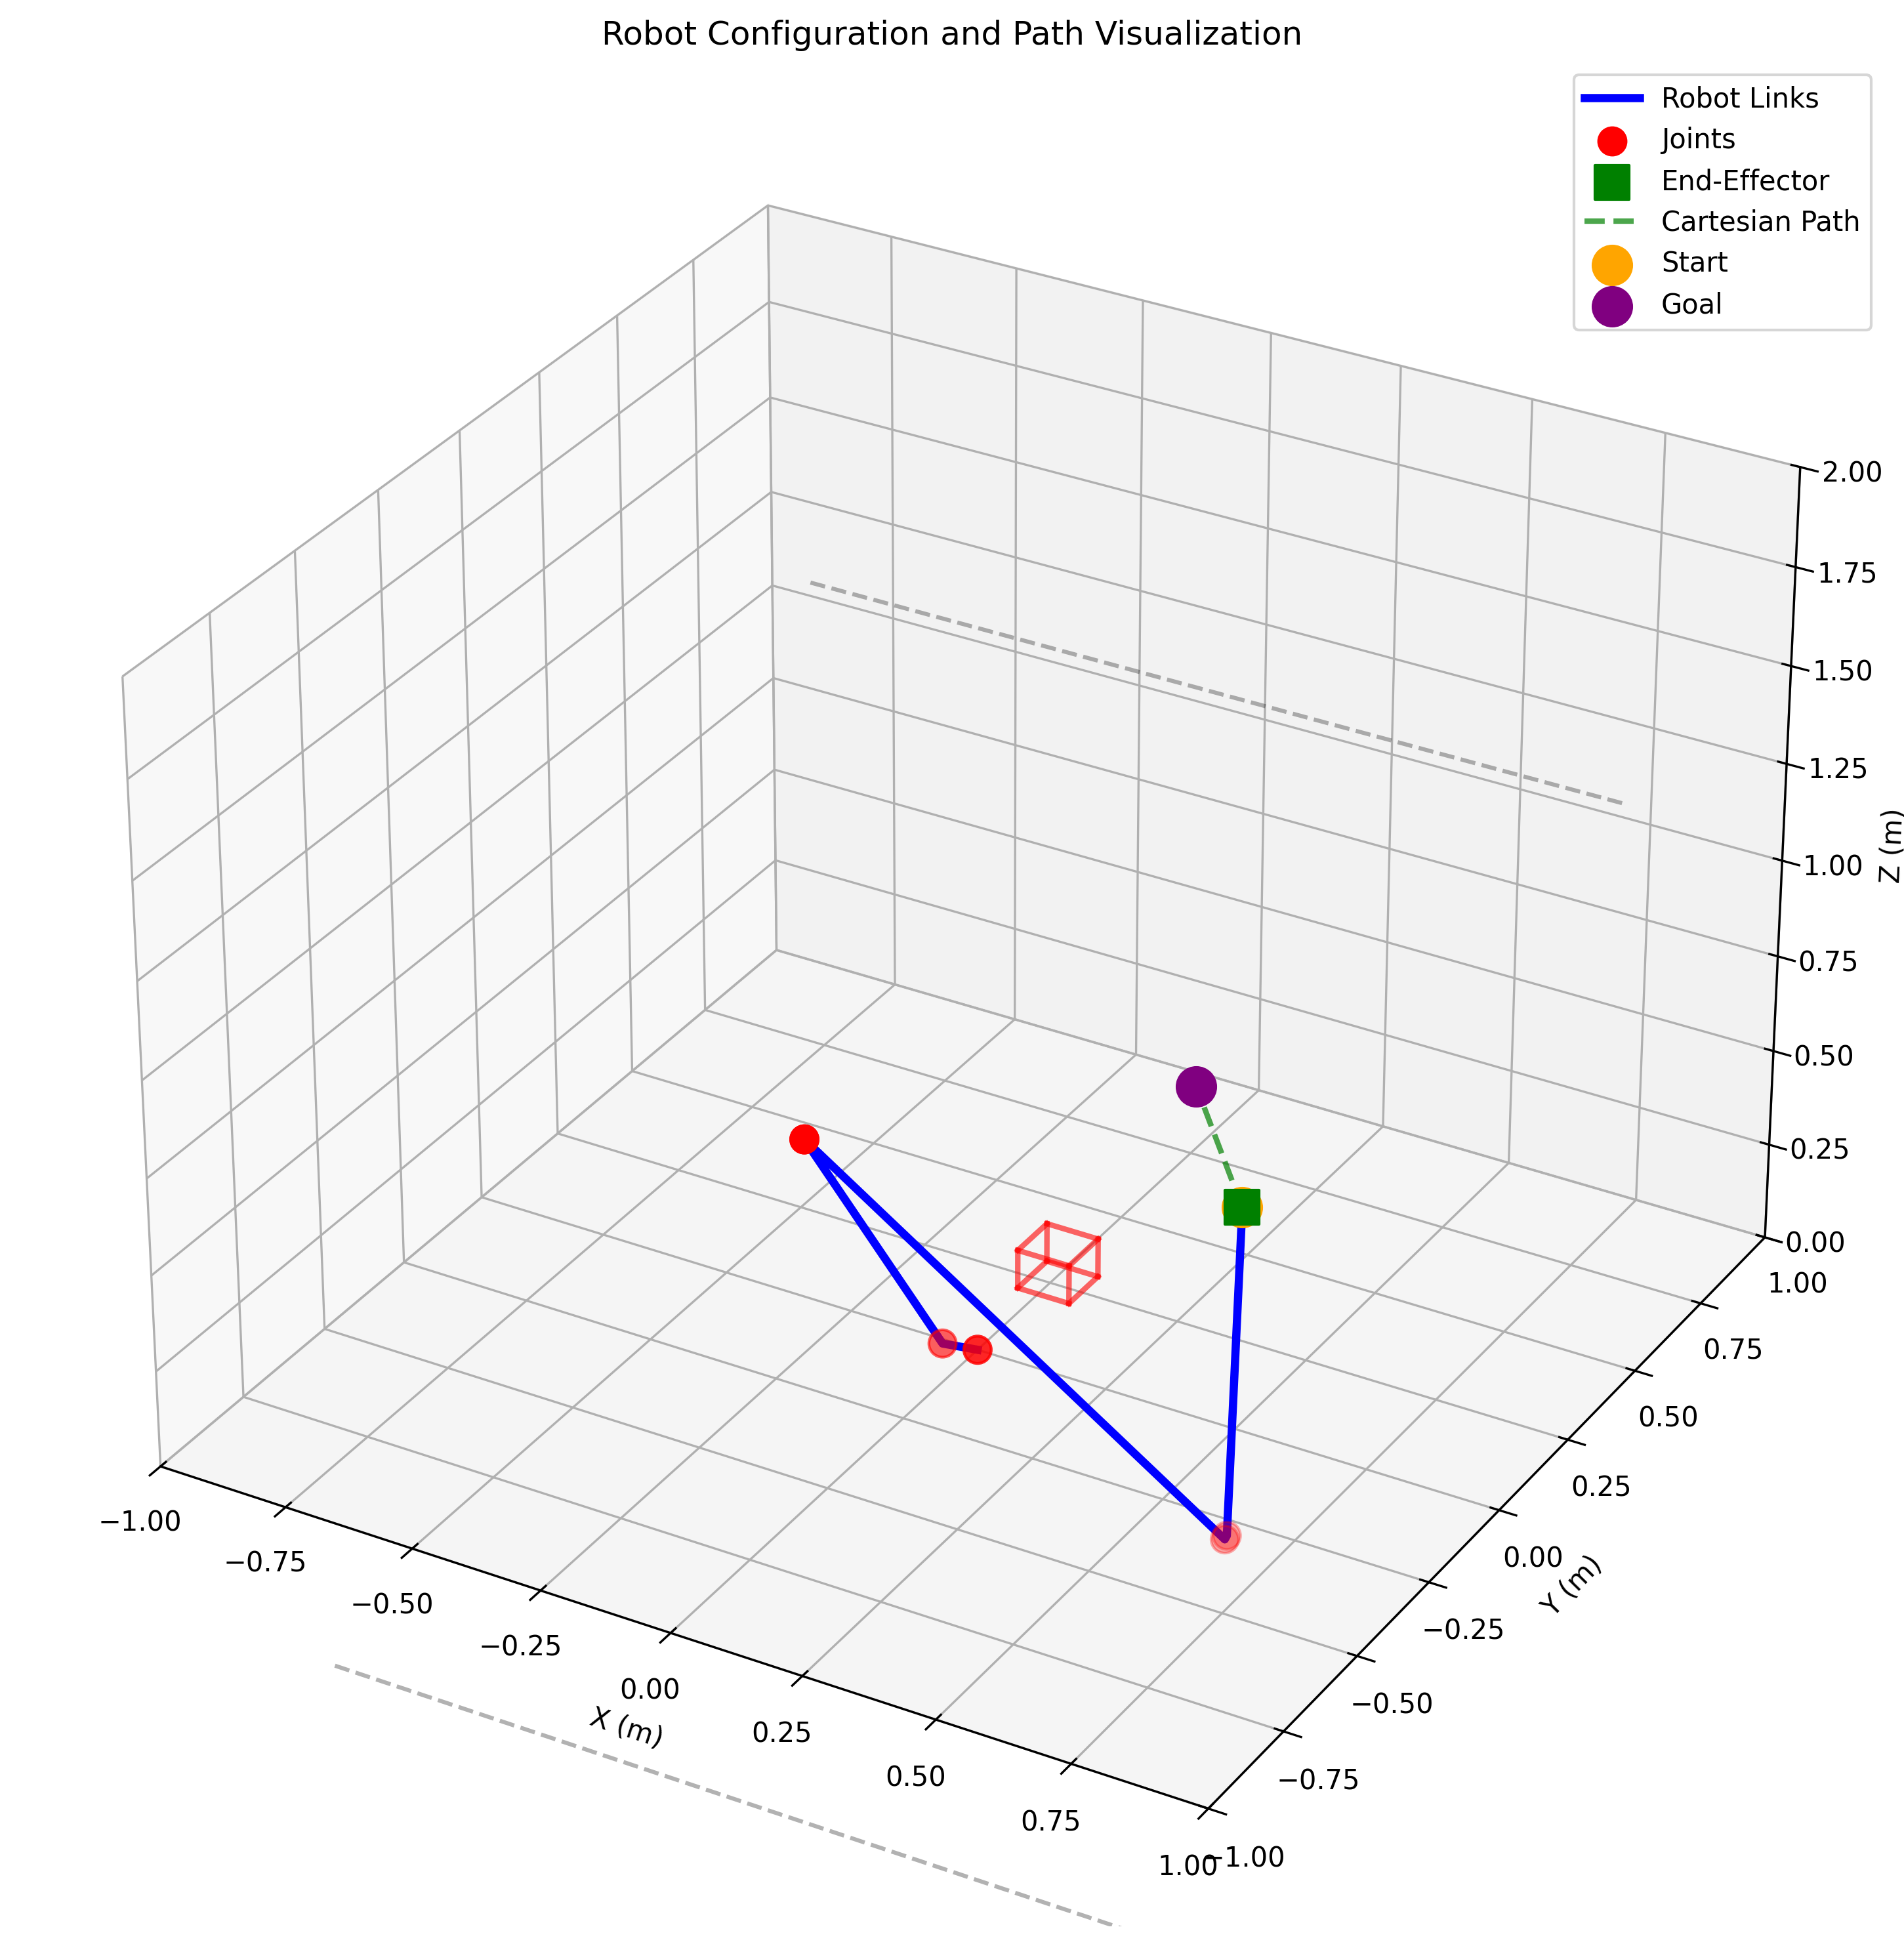 Robot Configuration and Path Visualization
Robot Links
Joints
End-Effector
Cartesian Path
Start
Goal
2.00
1.75
1.50
1.25
1.00
0.75
0.50
0.25
0.00
Z (m)
1.00
0.75
0.50
0.25
0.00
−0.25
−0.50
−0.75
−1.00
Y (m)
−1.00
−0.75
−0.50
−0.25
0.00
0.25
0.50
0.75
1.00
X (m)